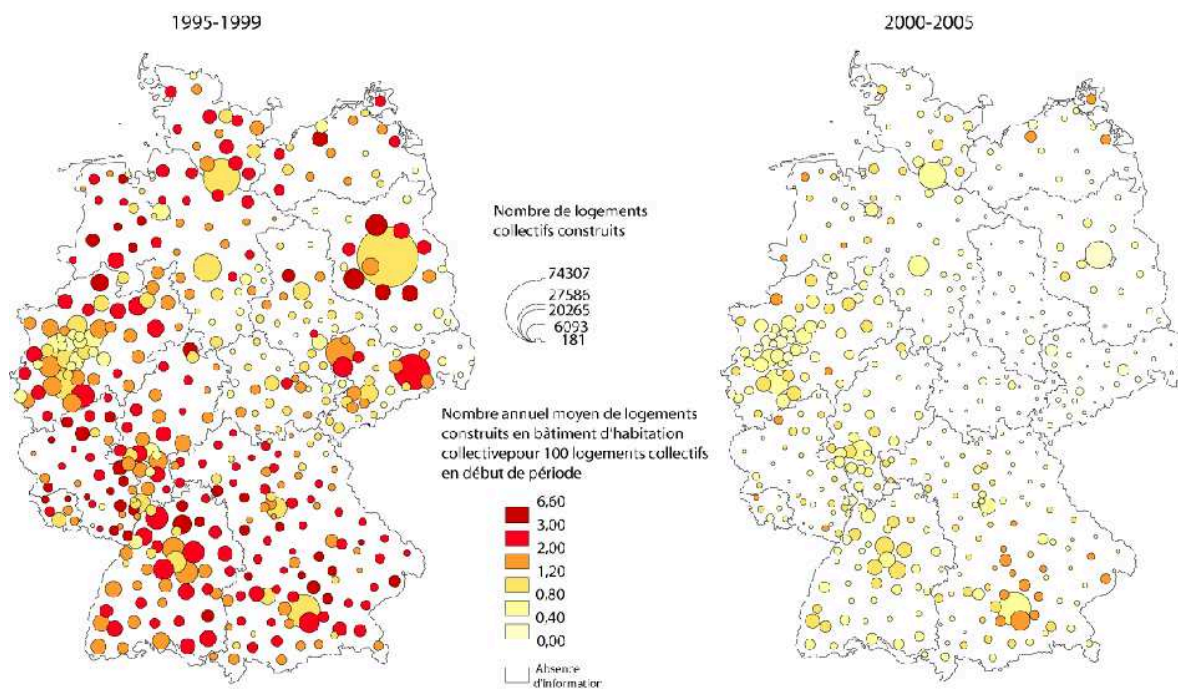 1995-1999
2000-2005
Nombre de logements
collectifs construits
74307
27586
20265
6093
181
Nombre annuel moyen de logements
construits en bâtiment d'habitation
collectivepour 100 logements collectifs
en début de période
6,60
3,00
2,00
1,20
0,80
0,40
0,00
Absence
d'information